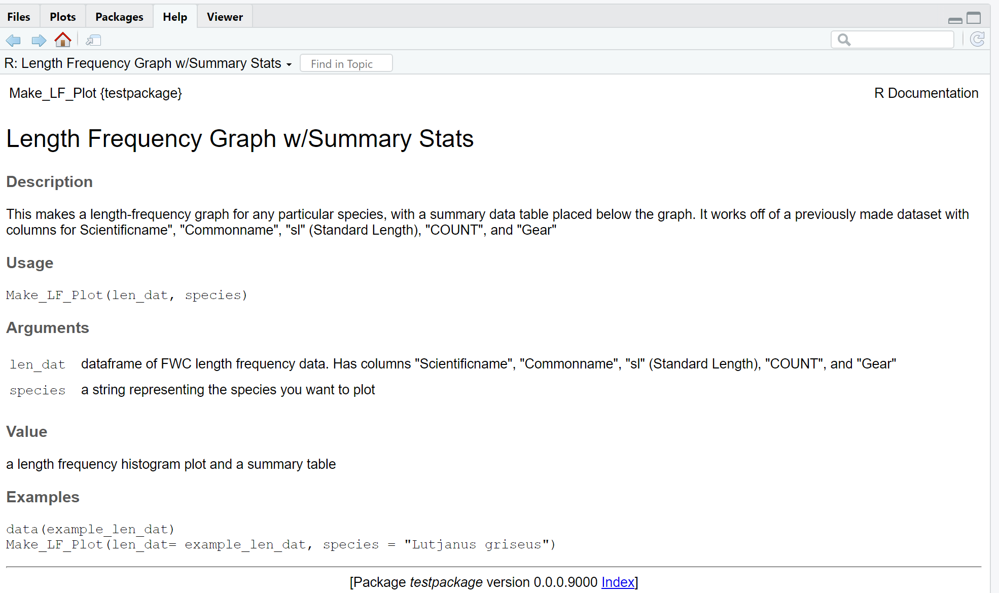 Files Plots Packages Help Viewer
R: Length Frequency Graph w/Summary Stats Find in Topic
Make_LF_Plot {testpackage} R Documentation
Length Frequency Graph w/Summary Stats
Description
This makes a length-frequency graph for any particular species, with a summary data table placed below the graph. It works off of a previously made dataset with
columns for Scientificname", "Commonname", "sl" (Standard Length), "COUNT", and "Gear"
Usage
Make_LF_Plot(len_dat, species)
Arguments
len_dat dataframe of FWC length frequency data. Has columns "Scientificname", "Commonname", "sl" (Standard Length), "COUNT", and "Gear"
species a string representing the species you want to plot
Value
a length frequency histogram plot and a summary table
Examples
data(example_len_dat)
Make_LF_Plot(len_dat= example_len_dat, species = "Lutjanus griseus")
[Package testpackage version 0.0.0.9000 Index]